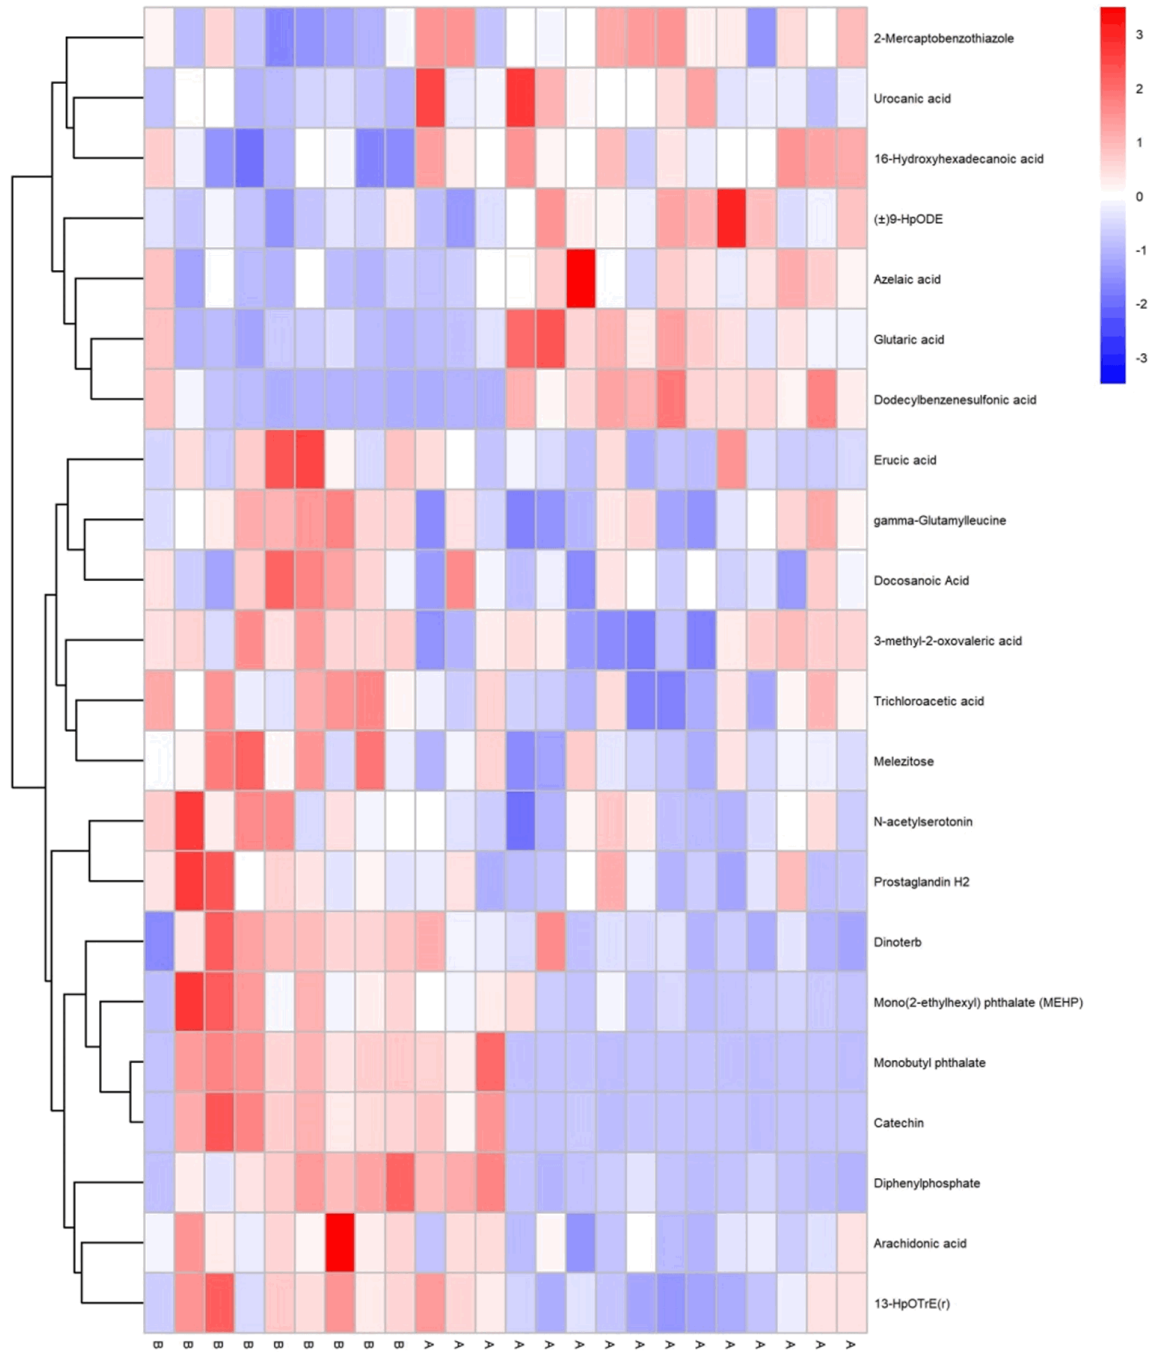 2-Mercaptobenzothiazole
Urocanic acid
16-Hydroxyhexadecanoic acid
(±)9-HpODE
Azelaic acid
Glutaric acid
Dodecylbenzenesulfonic acid
Erucic acid
gamma-Glutamylleucine
Docosanoic Acid
3-methyl-2-oxovaleric acid
Trichloroacetic acid
Melezitose
N-acetylserotonin
Prostaglandin H2
Dinoterb
Mono(2-ethylhexyl) phthalate (MEHP)
Monobutyl phthalate
Catechin
Diphenylphosphate
Arachidonic acid
13-HpOTrE(r)
3
2
1
0
-1
-2
-3
B B B B B B B B B A A A A A A A A A A A A A A A